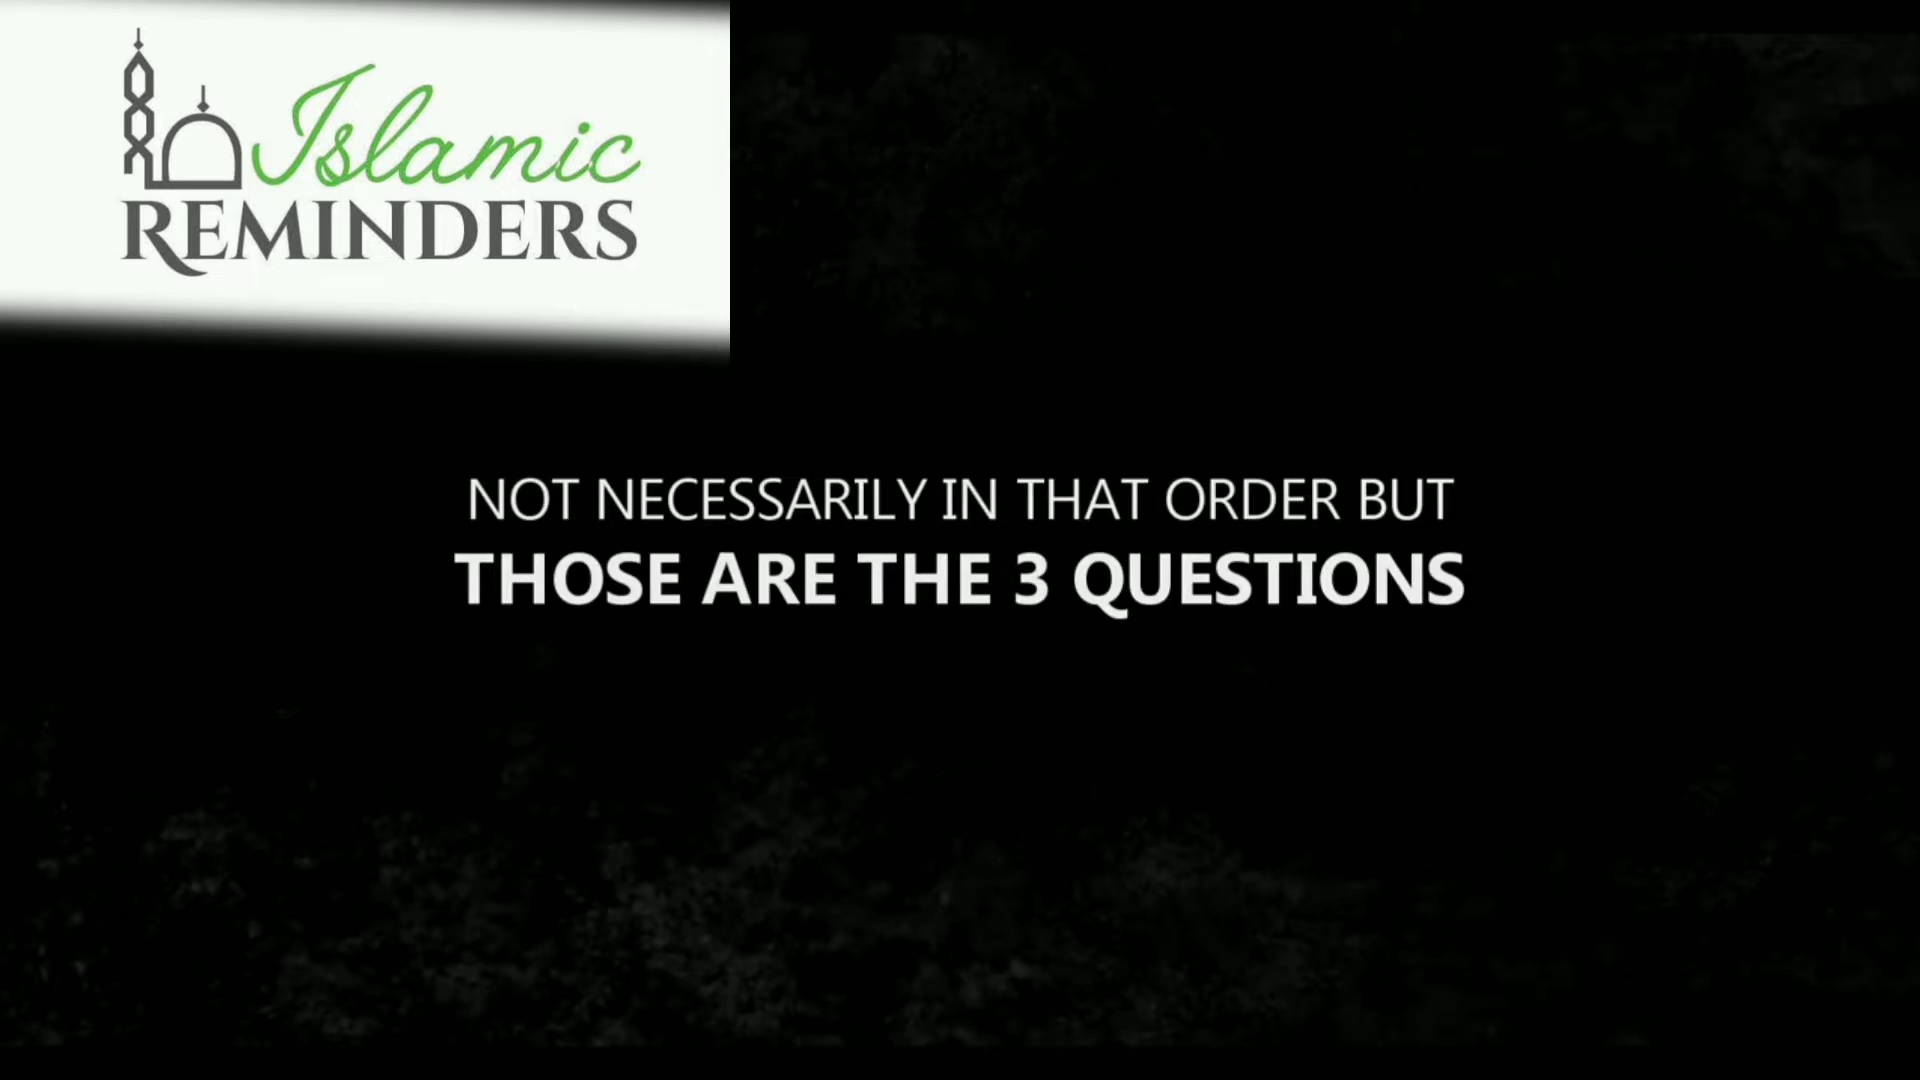 Islamic
REMINDERS
NOT NECESSARILY IN THAT ORDER BUT
THOSE ARE THE 3 QUESTIONS